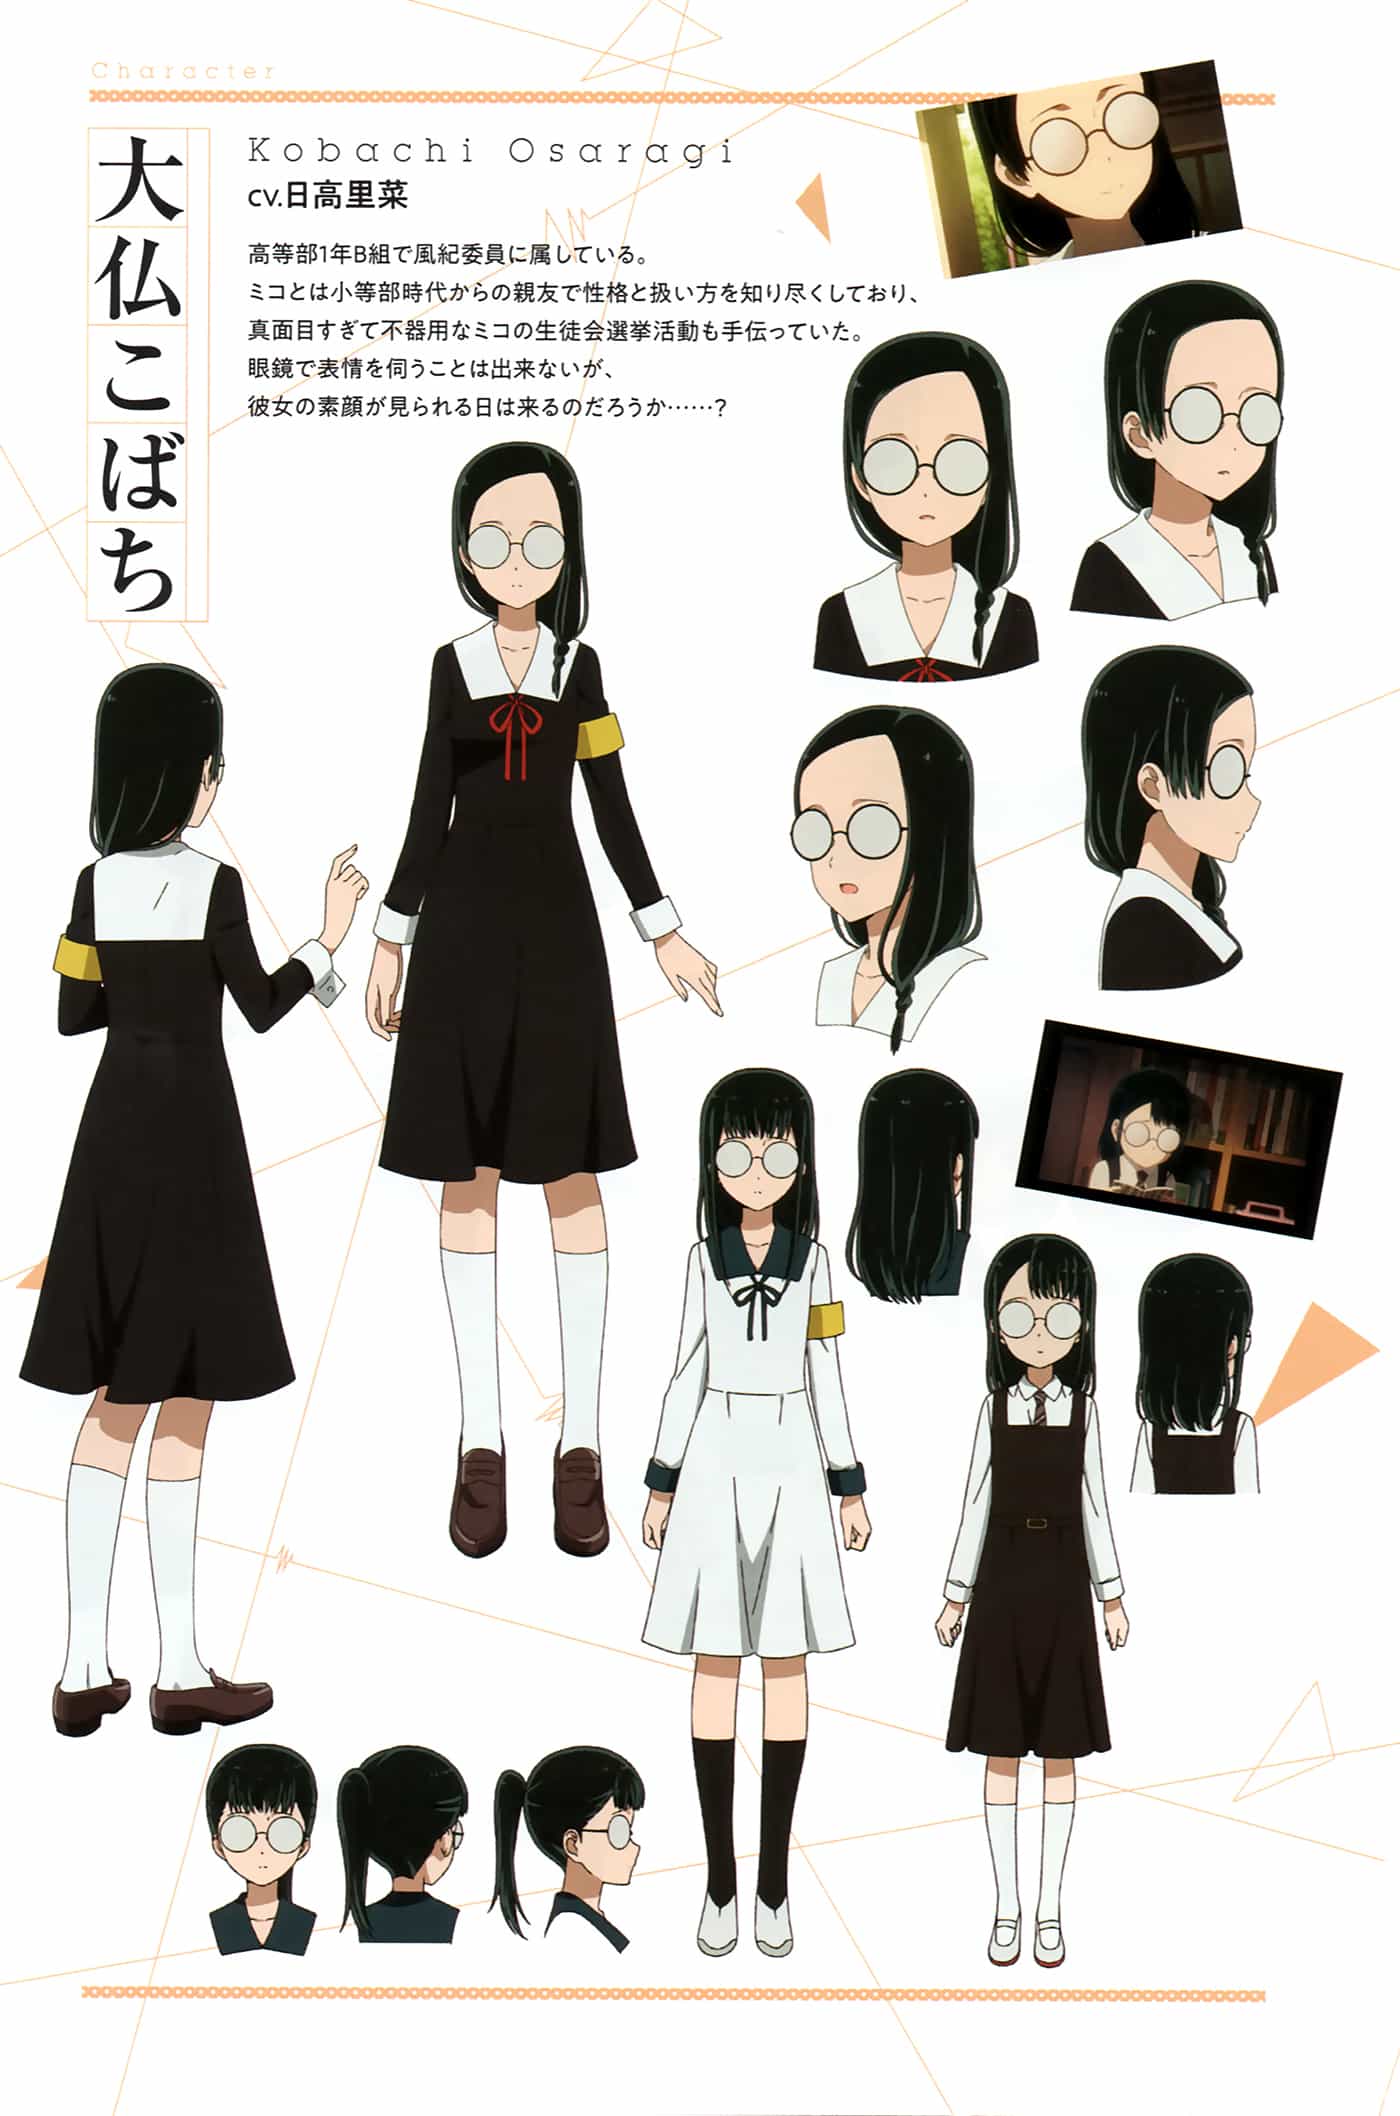 Character
大仏こばち
Kobachi Osaragi
cv.日高里菜
高等部1年B組で風紀委員に属している。
ミコとは小等部時代からの親友で性格と扱い方を知り尽くしており、
真面目すぎて不器用なミコの生徒会選挙活動も手伝っていた。
眼鏡で表情を伺うことは出来ないが、
彼女の素顔が見られる日は来るのだろうか……?